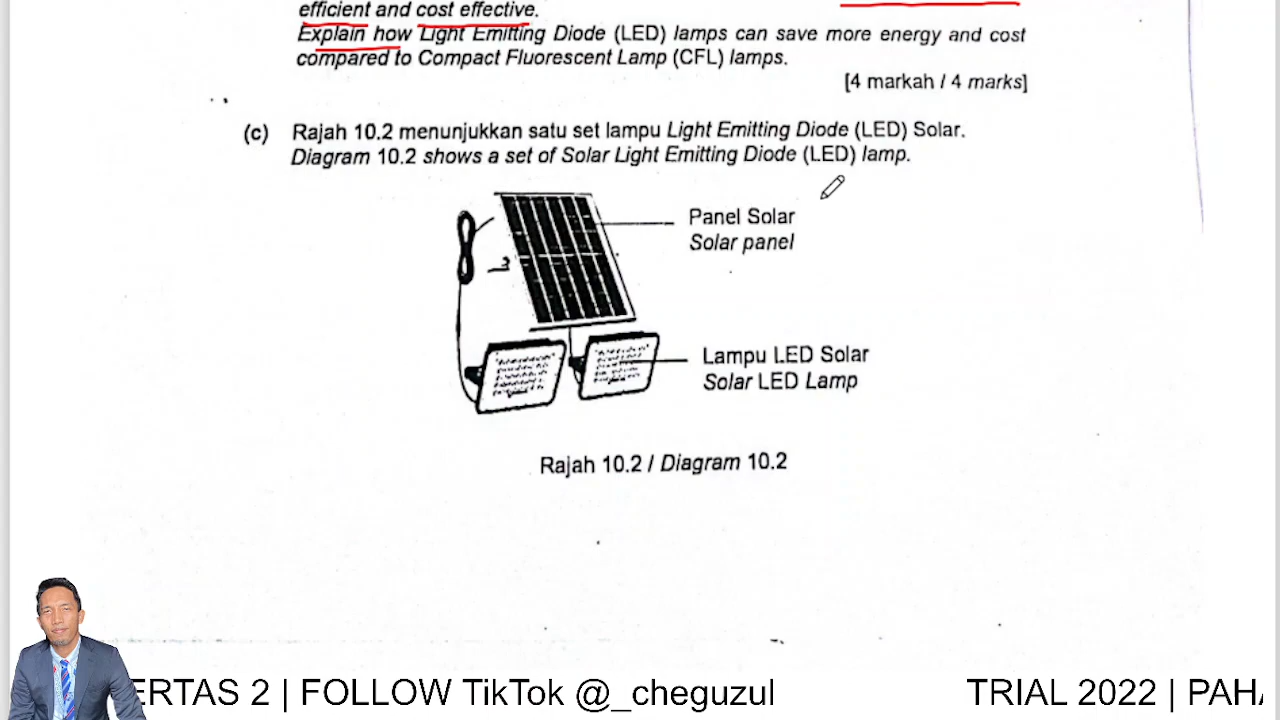 efficient and cost effective.
Explain how Light Emitting Diode (LED) lamps can save more energy and cost
compared to Compact Fluorescent Lamp (CFL) lamps.
[4 markah / 4 marks]
(c) Rajah 10.2 menunjukkan satu set lampu Light Emitting Diode (LED) Solar.
Diagram 10.2 shows a set of Solar Light Emitting Diode (LED) lamp.
Panel Solar
Solar panel
Lampu LED Solar
Solar LED Lamp
Rajah 10.2 / Diagram 10.2
ERTAS 2 | FOLLOW TikTok @_cheguzul TRIAL 2022 | PAHA